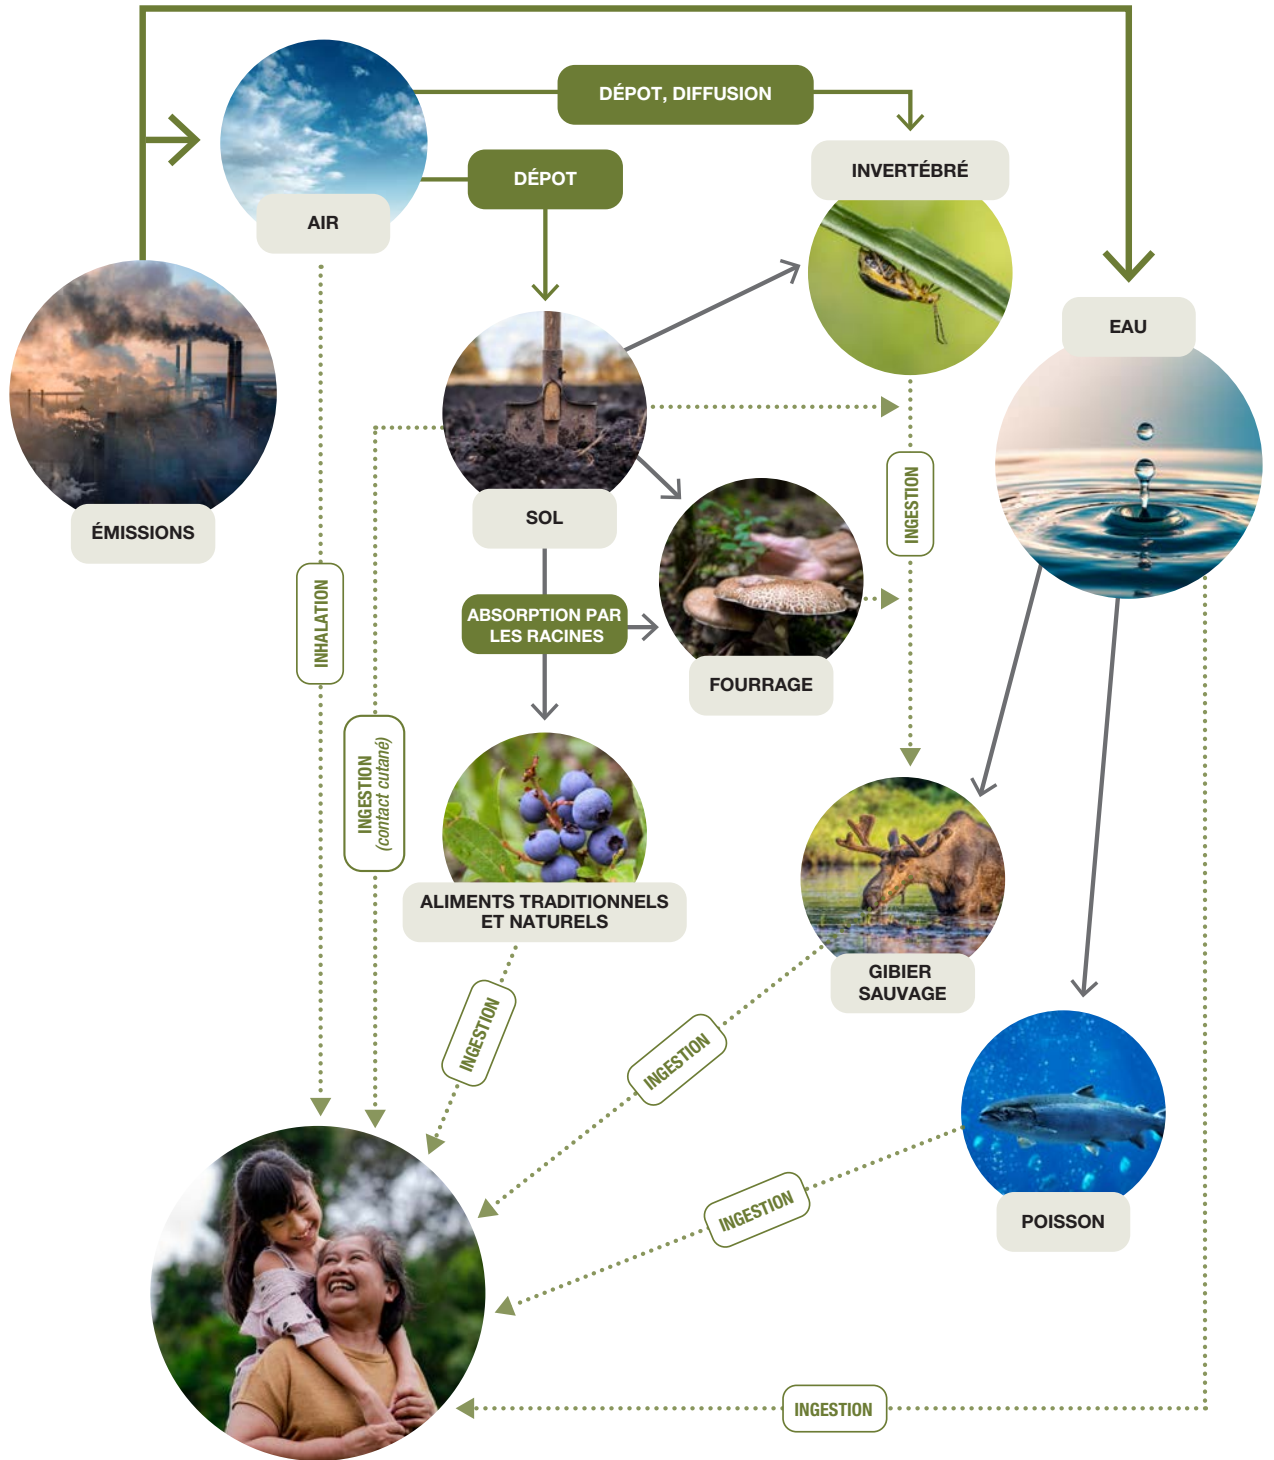 DÉPOT, DIFFUSION
DÉPOT
INVERTÉBRÉ
AIR
EAU
SOL
ÉMISSIONS
INGESTION
INHALATION
ABSORPTION PAR
LES RACINES
FOURRAGE
INGESTION
(contact cutané)
ALIMENTS TRADITIONNELS
ET NATURELS
GIBIER
SAUVAGE
INGESTION
INGESTION
INGESTION
POISSON
INGESTION